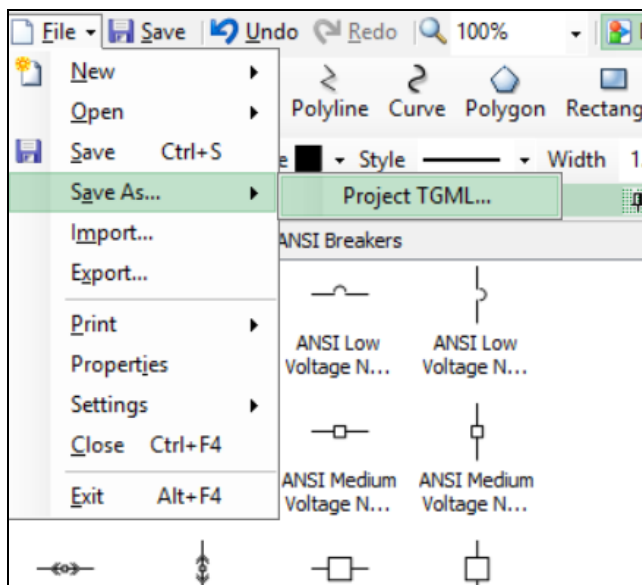 File Save Undo Redo 100%
New
Open
Save Ctrl+S
Save As...
Import...
Export...
Print
Properties
Settings
Close Ctrl+F4
Exit Alt+F4
Project TGML...
Polyline Curve Polygon Rectang
Style Width 1
ANSI Breakers
ANSI Low
Voltage N...
ANSI Low
Voltage N...
ANSI Medium
Voltage N...
ANSI Medium
Voltage N...